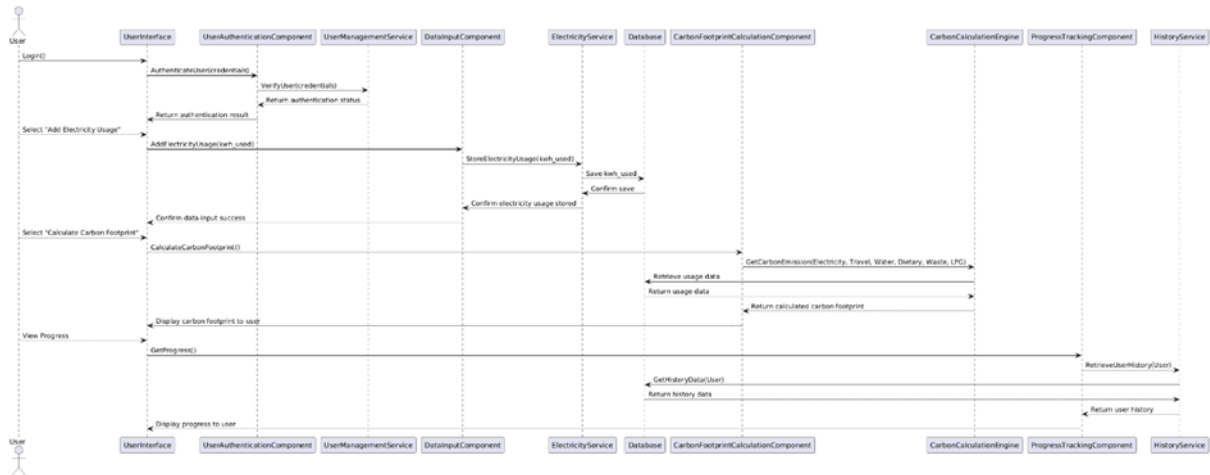 User
UserInterface UserAuthenticationComponent UserManagementService DataInputComponent ElectricityService Database CarbonFootprintCalculationComponent CarbonCalculationEngine ProgressTrackingComponent HistoryService
Login()
AuthenticateUser(credentials)
VerifyUser(credentials)
Return authentication status
Return authentication result
Select "Add Electricity Usage"
AddElectricityUsage(kwh_used)
StoreElectricityUsage(kwh_used)
Save kwh_used
Confirm save
Confirm electricity usage stored
Confirm data input success
Select "Calculate Carbon Footprint"
CalculateCarbonFootprint()
GetCarbonEmission(Electricity, Travel, Water, Dietary, Waste, LPG)
Retrieve usage data
Return usage data
Return calculated carbon footprint
Display carbon footprint to user
View Progress
GetProgress()
RetrieveUserHistory(User)
GetHistoryData(User)
Return history data
Return user history
Display progress to user
User
UserInterface UserAuthenticationComponent UserManagementService DataInputComponent ElectricityService Database CarbonFootprintCalculationComponent CarbonCalculationEngine ProgressTrackingComponent HistoryService